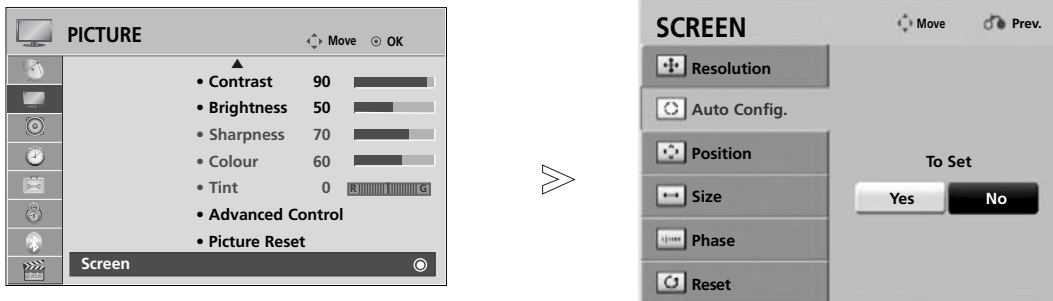 PICTURE
Move
OK
• Contrast 90
• Brightness 50
• Sharpness 70
• Colour 60
• Tint 0 R G
• Advanced Control
• Picture Reset
Screen
SCREEN
Move
Prev.
Resolution
Auto Config.
Position
Size
Phase
Reset
To Set
Yes No